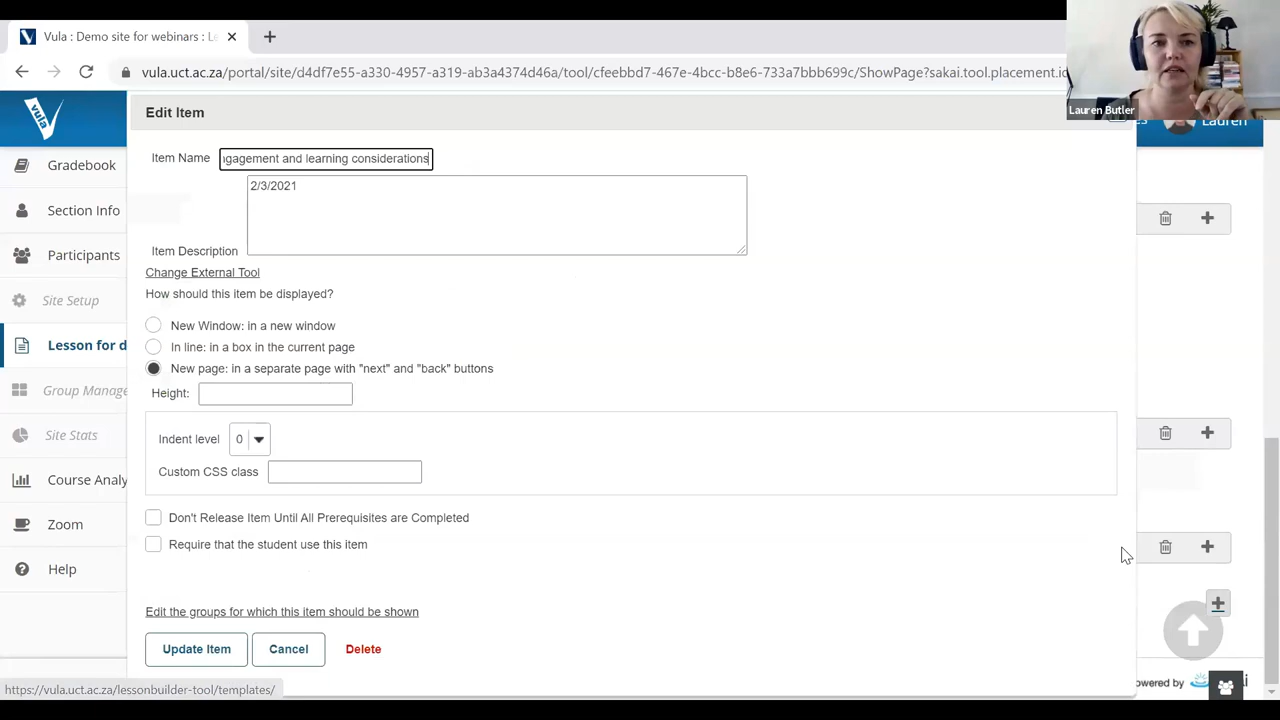 Vula : Demo site for webinars : Le
vula.uct.ac.za/portal/site/d4df7e55-a330-4957-a319-ab3a4374d46a/tool/cfeebbd7-467e-4bcc-b8e6-733a7bbb699c/ShowPage?sakai.tool.placement.id
Lauren Butler
vula
Lauren
Edit Item
Item Name
ngagement and learning considerations
2/3/2021
Item Description
Change External Tool
How should this item be displayed?
New Window: in a new window
In line: in a box in the current page
New page: in a separate page with "next" and "back" buttons
Height:
Indent level 0
Custom CSS class
Don't Release Item Until All Prerequisites are Completed
Require that the student use this item
Edit the groups for which this item should be shown
Update Item
Cancel
Delete
Gradebook
Section Info
Participants
Site Setup
Lesson for d
Group Manage
Site Stats
Course Analy
Zoom
Help
https://vula.uct.ac.za/lessonbuilder-tool/templates/
owered by